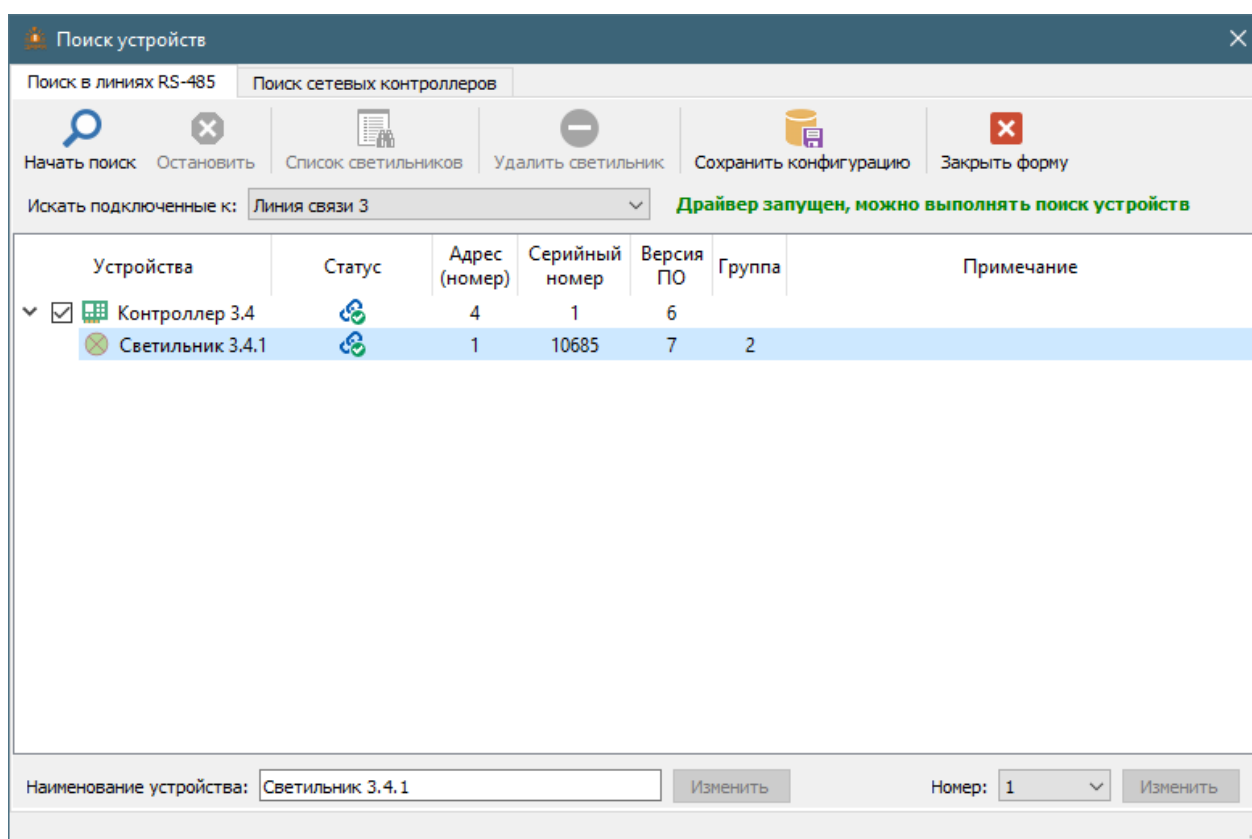 Поиск устройств
Поиск в линиях RS-485 Поиск сетевых контроллеров
Начать поиск Остановить Список светильников Удалить светильник Сохранить конфигурацию Закрыть форму
Искать подключенные к: Линия связи 3 Драйвер запущен, можно выполнять поиск устройств
Устройства Статус Адрес (номер) Серийный номер Версия ПО Группа Примечание
Контроллер 3.4 4 1 6
Светильник 3.4.1 1 10685 7 2
Наименование устройства: Светильник 3.4.1 Изменить Номер: 1 Изменить